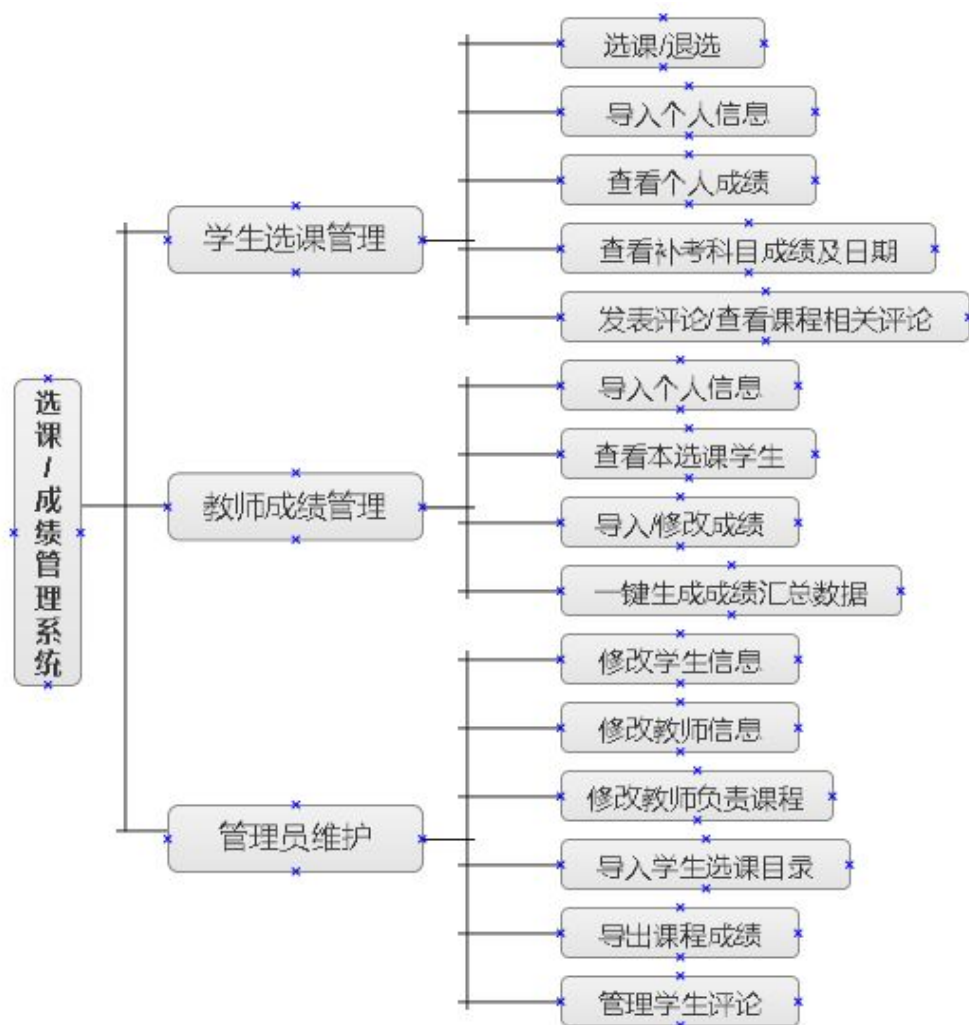 选课/成绩管理系统
学生选课管理
选课/退选
导入个人信息
查看个人成绩
查看补考科目成绩及日期
发表评论/查看课程相关评论
教师成绩管理
导入个人信息
查看本选课学生
导入/修改成绩
一键生成成绩汇总数据
管理员维护
修改学生信息
修改教师信息
修改教师负责课程
导入学生选课目录
导出课程成绩
管理学生评论